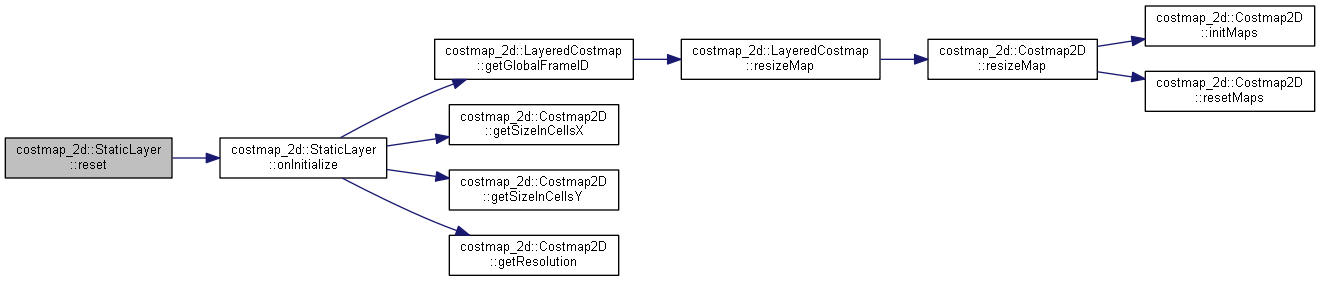 costmap_2d::StaticLayer
::reset
costmap_2d::StaticLayer
::onInitialize
costmap_2d::LayeredCostmap
::getGlobalFrameID
costmap_2d::Costmap2D
::getSizeInCellsX
costmap_2d::Costmap2D
::getSizeInCellsY
costmap_2d::Costmap2D
::getResolution
costmap_2d::LayeredCostmap
::resizeMap
costmap_2d::Costmap2D
::resizeMap
costmap_2d::Costmap2D
::initMaps
costmap_2d::Costmap2D
::resetMaps